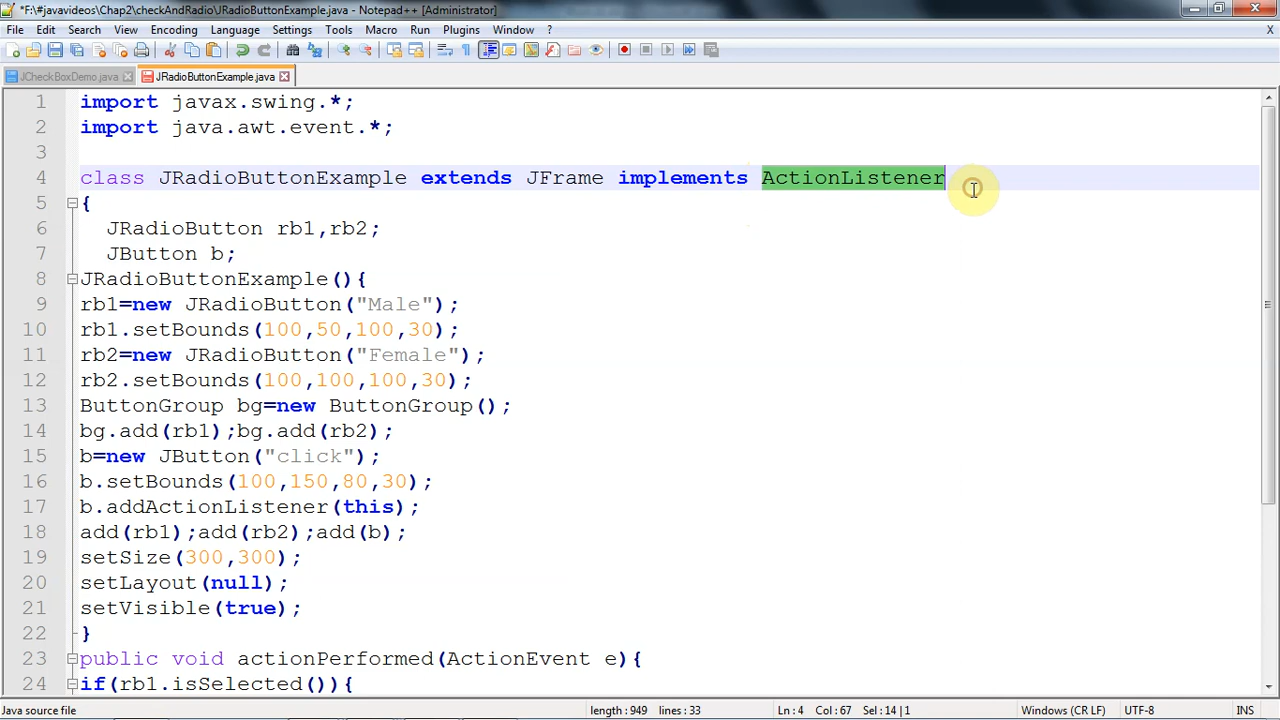 *F:\#javavideos\Chap2\checkAndRadio\JRadioButtonExample.java - Notepad++ [Administrator]
File Edit Search View Encoding Language Settings Tools Macro Run Plugins Window ? X
JCheckBoxDemo.java JRadioButtonExample.java
1 import javax.swing.*;
2 import java.awt.event.*;
3
4 class JRadioButtonExample extends JFrame implements ActionListener
5 {
6 JRadioButton rb1,rb2;
7 JButton b;
8 JRadioButtonExample(){
9 rb1=new JRadioButton("Male");
10 rb1.setBounds(100,50,100,30);
11 rb2=new JRadioButton("Female");
12 rb2.setBounds(100,100,100,30);
13 ButtonGroup bg=new ButtonGroup();
14 bg.add(rb1);bg.add(rb2);
15 b=new JButton("click");
16 b.setBounds(100,150,80,30);
17 b.addActionListener(this);
18 add(rb1);add(rb2);add(b);
19 setSize(300,300);
20 setLayout(null);
21 setVisible(true);
22 }
23 public void actionPerformed(ActionEvent e){
24 if(rb1.isSelected()){
Java source file length : 949 lines : 33 Ln : 4 Col : 67 Sel : 14 | 1 Windows (CR LF) UTF-8 INS